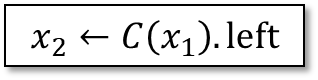 x₂ ← C(x₁).left